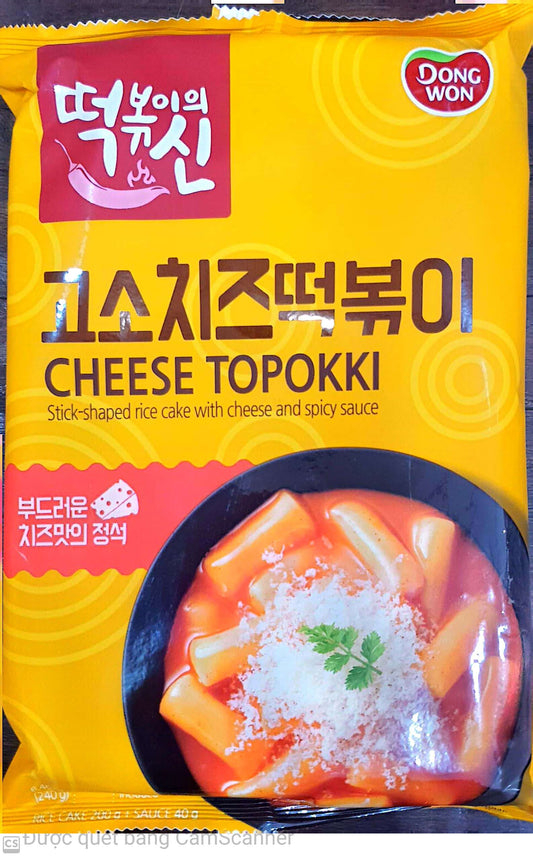 떡볶이의
신
DONG
WON
고소치즈떡볶이
CHEESE TOPOKKI
Stick-shaped rice cake with cheese and spicy sauce
부드러운
치즈맛의 정석
(240 g)
RICE CAKE 200 g + SAUCE 40 g
CS Được quét bằng CamScanner